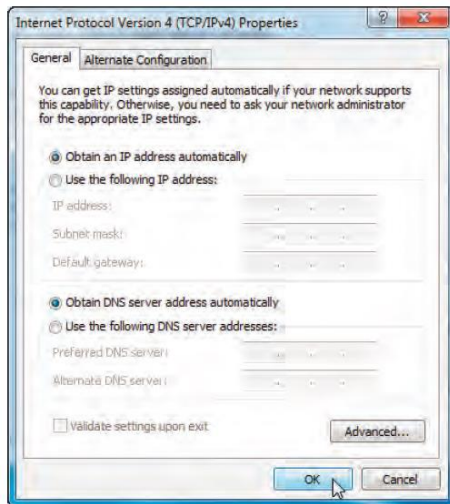 Internet Protocol Version 4 (TCP/IPv4) Properties
General
Alternate Configuration
You can get IP settings assigned automatically if your network supports
this capability. Otherwise, you need to ask your network administrator
for the appropriate IP settings.
Obtain an IP address automatically
Use the following IP address:
IP address:
Subnet mask:
Default gateway:
Obtain DNS server address automatically
Use the following DNS server addresses:
Preferred DNS server:
Alternate DNS server:
Validate settings upon exit
Advanced...
OK
Cancel